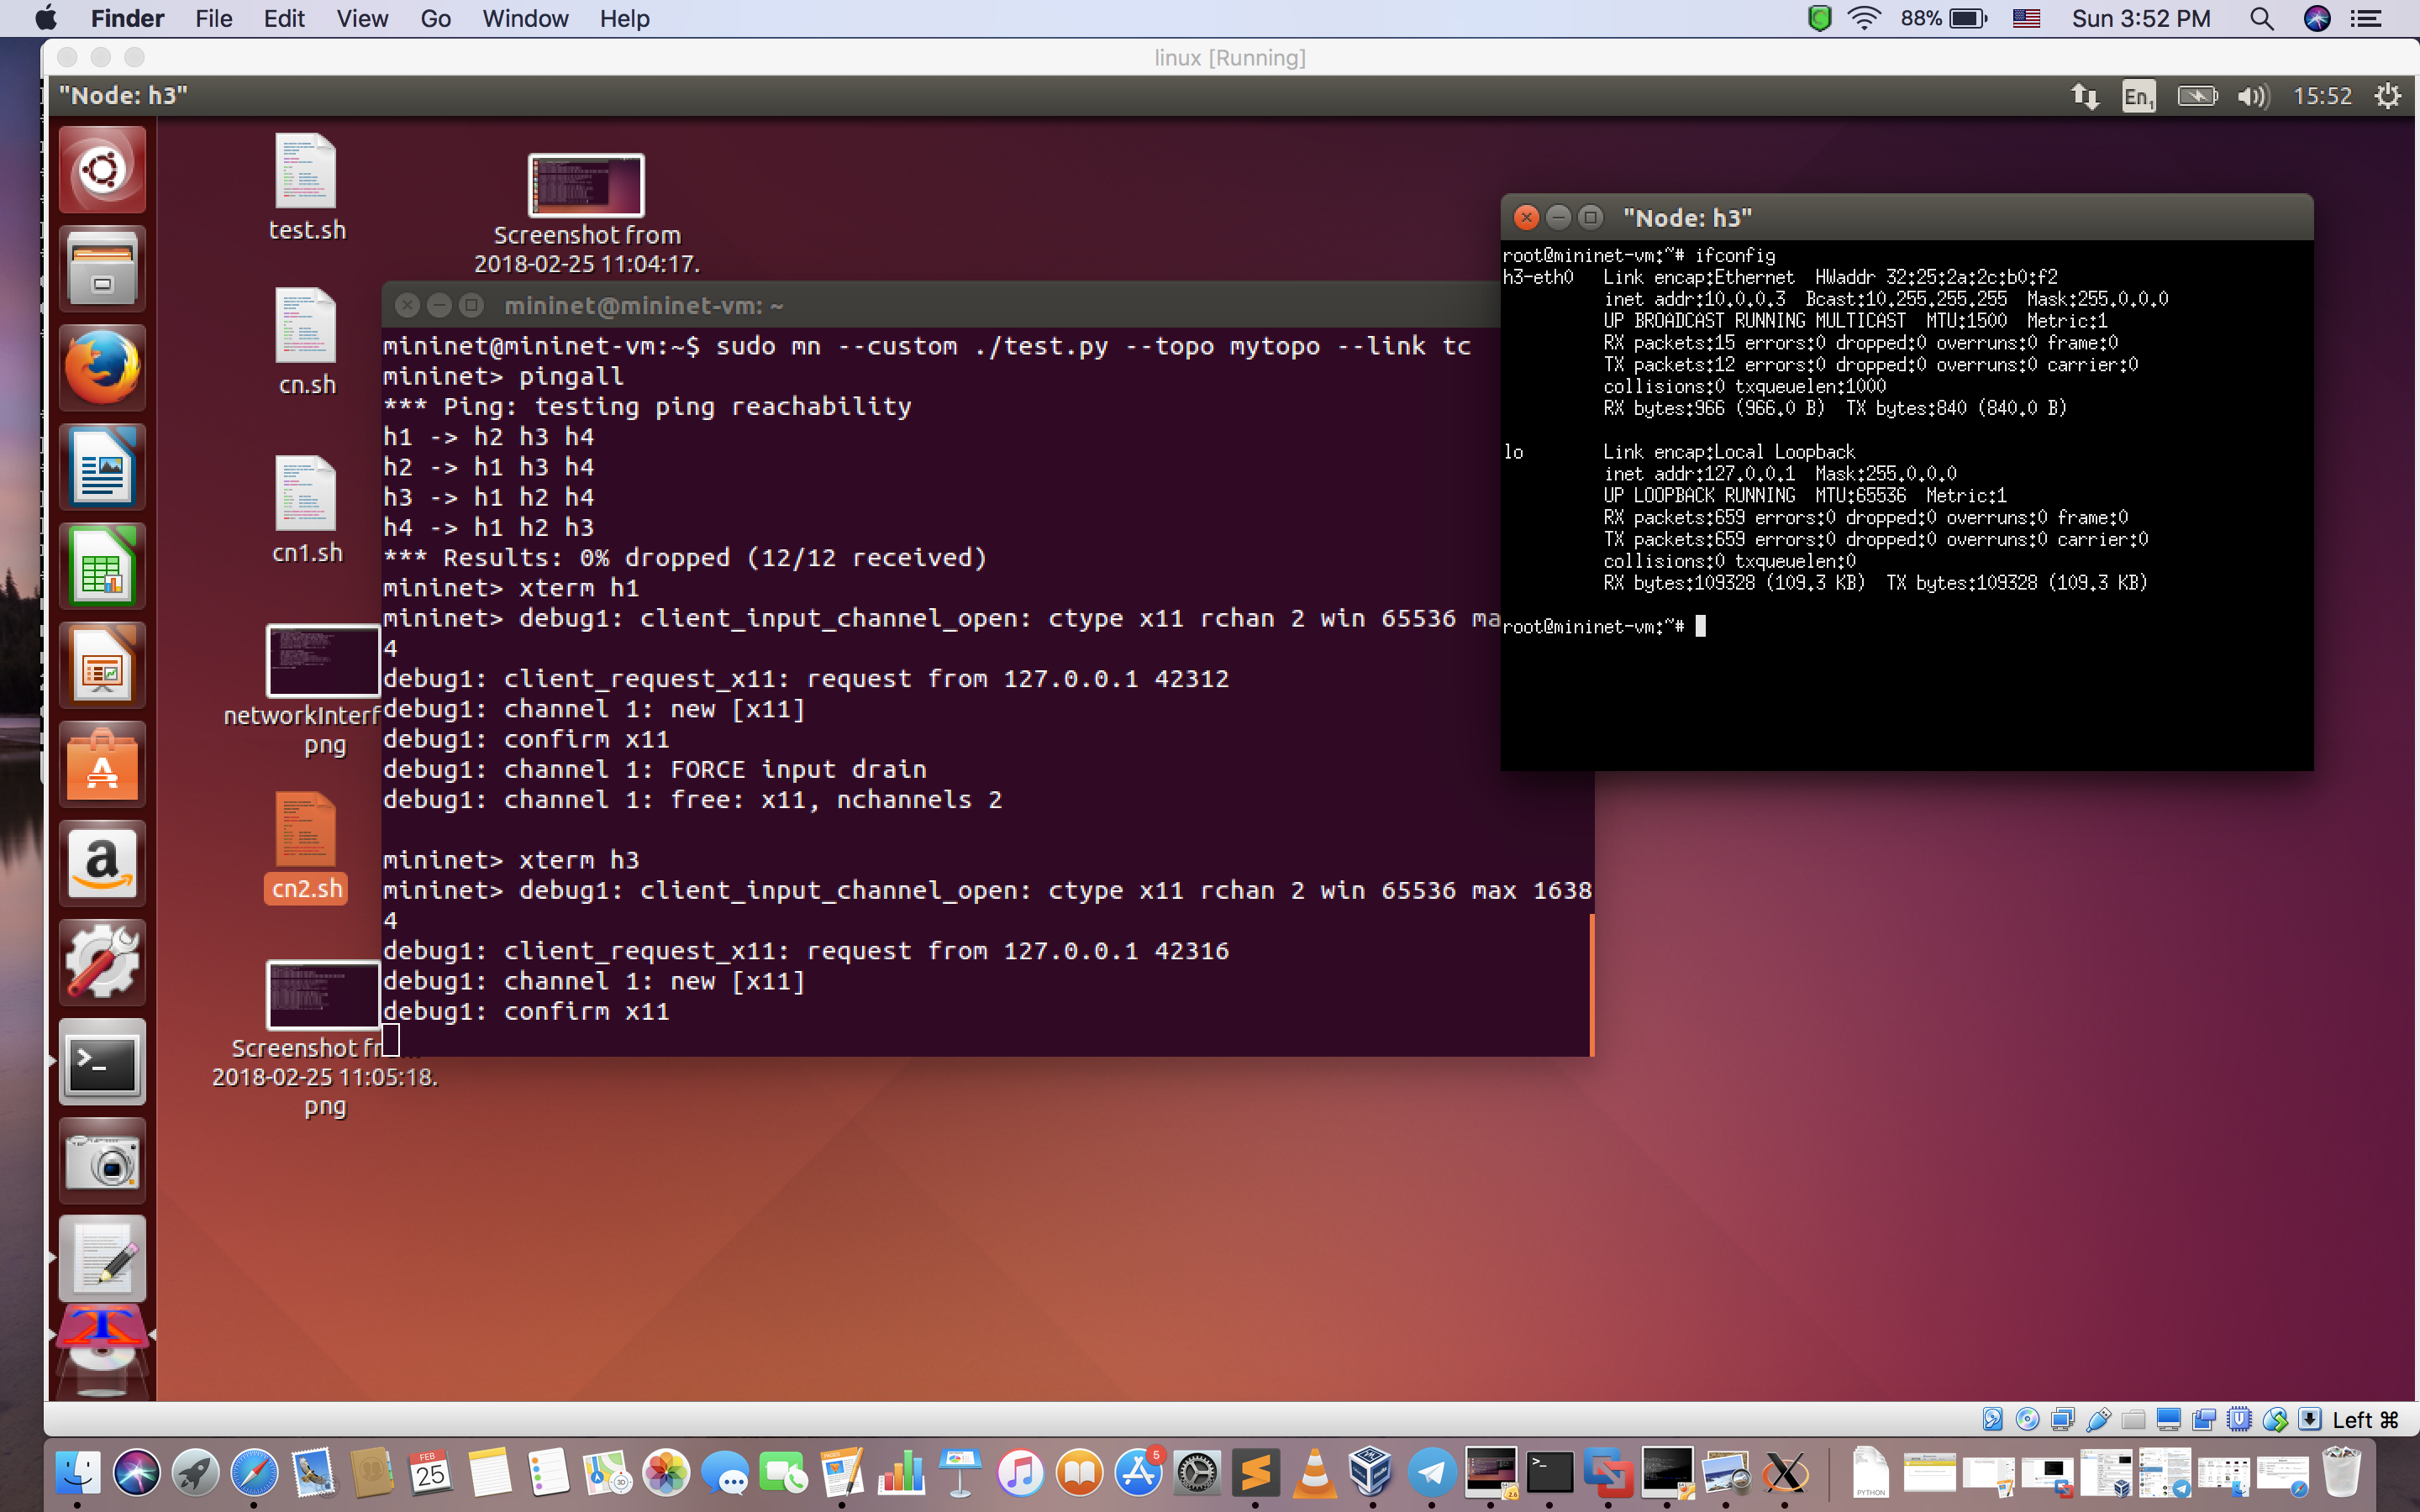 Finder File Edit View Go Window Help
88% Sun 3:52 PM
linux [Running]
"Node: h3"
En1 15:52
test.sh
Screenshot from
2018-02-25 11:04:17.
cn.sh
cn1.sh
networkInterf
png
cn2.sh
Screenshot fr
2018-02-25 11:05:18.
png
mininet@mininet-vm: ~
mininet@mininet-vm:~$ sudo mn --custom ./test.py --topo mytopo --link tc
mininet> pingall
*** Ping: testing ping reachability
h1 -> h2 h3 h4
h2 -> h1 h3 h4
h3 -> h1 h2 h4
h4 -> h1 h2 h3
*** Results: 0% dropped (12/12 received)
mininet> xterm h1
mininet> debug1: client_input_channel_open: ctype x11 rchan 2 win 65536 ma
4
debug1: client_request_x11: request from 127.0.0.1 42312
debug1: channel 1: new [x11]
debug1: confirm x11
debug1: channel 1: FORCE input drain
debug1: channel 1: free: x11, nchannels 2
mininet> xterm h3
mininet> debug1: client_input_channel_open: ctype x11 rchan 2 win 65536 max 1638
4
debug1: client_request_x11: request from 127.0.0.1 42316
debug1: channel 1: new [x11]
debug1: confirm x11
"Node: h3"
root@mininet-vm:~# ifconfig
h3-eth0 Link encap:Ethernet HWaddr 32:25:2a:2c:b0:f2
inet addr:10.0.0.3 Bcast:10.255.255.255 Mask:255.0.0.0
UP BROADCAST RUNNING MULTICAST MTU:1500 Metric:1
RX packets:15 errors:0 dropped:0 overruns:0 frame:0
TX packets:12 errors:0 dropped:0 overruns:0 carrier:0
collisions:0 txqueuelen:1000
RX bytes:966 (966.0 B) TX bytes:840 (840.0 B)
lo Link encap:Local Loopback
inet addr:127.0.0.1 Mask:255.0.0.0
UP LOOPBACK RUNNING MTU:65536 Metric:1
RX packets:659 errors:0 dropped:0 overruns:0 frame:0
TX packets:659 errors:0 dropped:0 overruns:0 carrier:0
collisions:0 txqueuelen:0
RX bytes:109328 (109.3 KB) TX bytes:109328 (109.3 KB)
root@mininet-vm:~#
Left ⌘
FEB
25
5
PYTHON